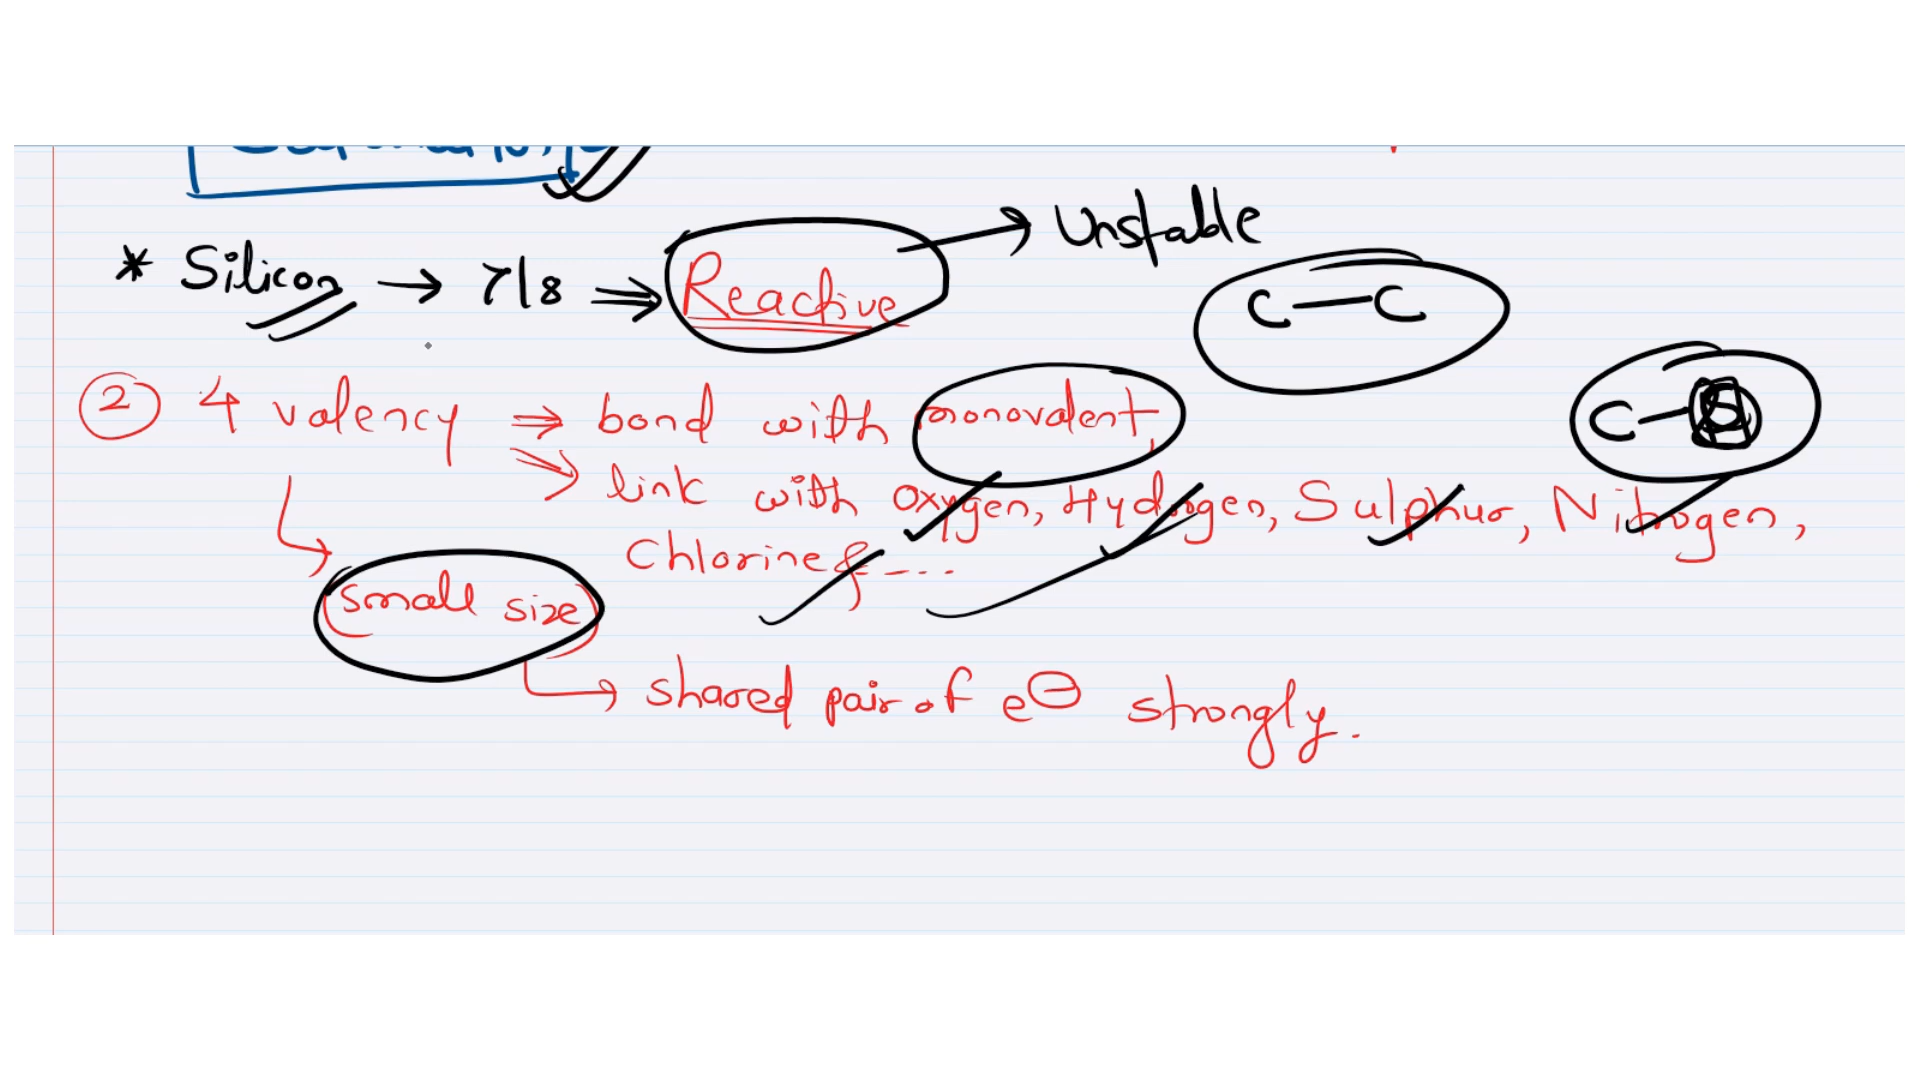 * Silicon → 7/8 ⇒ Reactive → Unstable
C—C
② 4 valency ⇒ bond with monovalent,
C—
⇒ link with Oxygen, Hydrogen, Sulphur, Nitrogen,
Chlorine & ----
(small size)
→ shared pair of e⊖ strongly.